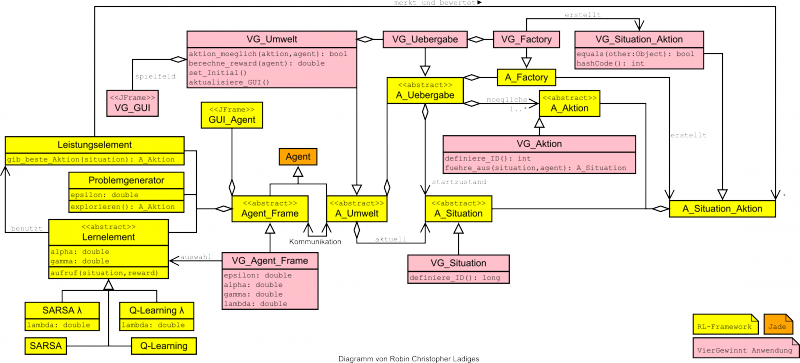 merkt und bewertet
erstellt
VG_Umwelt
aktion_moeglich(aktion,agent): bool
berechne_reward(agent): double
set_Initial()
aktualisiere_GUI()
VG_Uebergabe
VG_Factory
VG_Situation_Aktion
equals(other:Object): bool
hashCode(): int
spielfeld
<<JFrame>>
VG_GUI
<<abstract>>
A_Uebergabe
A_Factory
<<JFrame>>
GUI_Agent
moegliche
1..*
<<abstract>>
A_Aktion
Leistungselement
gib_beste_Aktion(situation): A_Aktion
erstellt
VG_Aktion
definiere_ID(): int
fuehre_aus(situation,agent): A_Situation
Agent
Problemgenerator
epsilon: double
explorieren(): A_Aktion
startzustand
*
<<abstract>>
Agent_Frame
<<abstract>>
A_Umwelt
<<abstract>>
A_Situation
A_Situation_Aktion
benutzt
<<abstract>>
Lernelement
alpha: double
gamma: double
aufruf(situation,reward)
Kommunikation
aktuell
auswahl
VG_Agent_Frame
epsilon: double
alpha: double
gamma: double
lambda: double
VG_Situation
definiere_ID(): long
SARSA λ
lambda: double
Q-Learning λ
lambda: double
SARSA
Q-Learning
RL-Framework
Jade
VierGewinnt Anwendung
Diagramm von Robin Christopher Ladiges